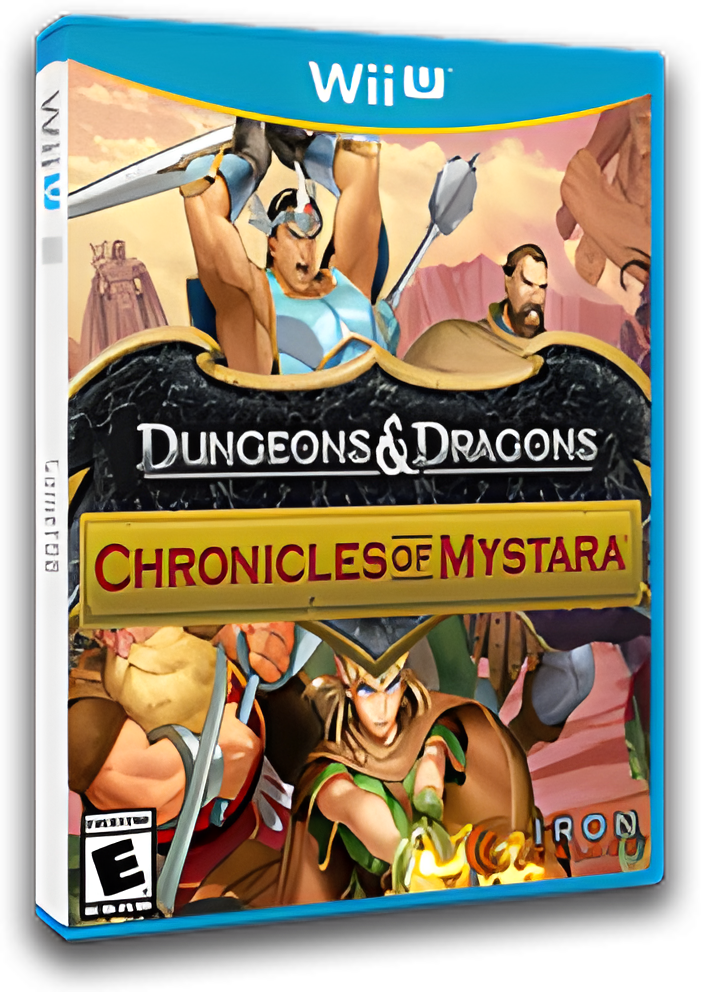 Wii U
Wii U
DUNGEONS & DRAGONS
CHRONICLES OF MYSTARA
E
IRON